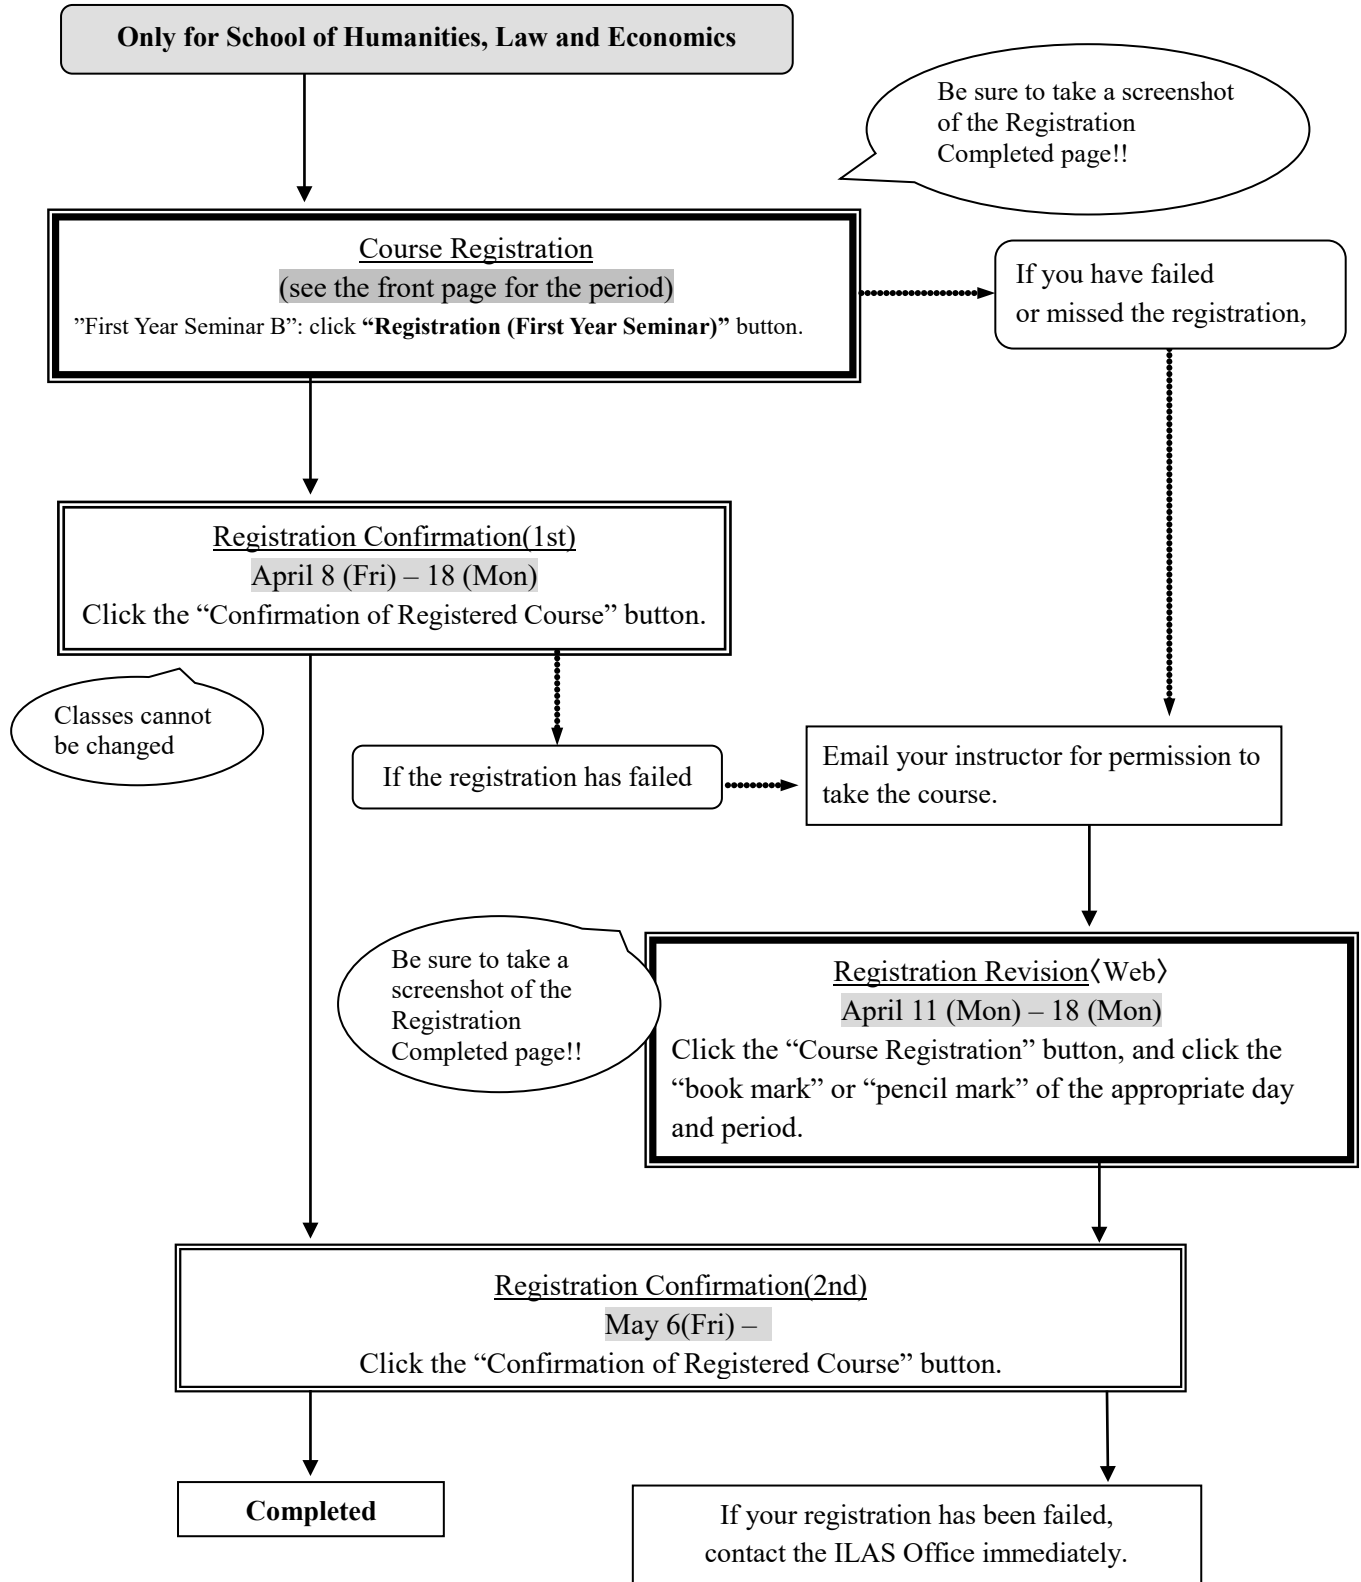 Only for School of Humanities, Law and Economics
Be sure to take a screenshot
of the Registration
Completed page!!
Course Registration
(see the front page for the period)
”First Year Seminar B”: click “Registration (First Year Seminar)” button.
If you have failed
or missed the registration,
Registration Confirmation(1st)
April 8 (Fri) – 18 (Mon)
Click the “Confirmation of Registered Course” button.
Classes cannot
be changed
If the registration has failed
Email your instructor for permission to
take the course.
Be sure to take a
screenshot of the
Registration
Completed page!!
Registration Revision〈Web〉
April 11 (Mon) – 18 (Mon)
Click the “Course Registration” button, and click the
“book mark” or “pencil mark” of the appropriate day
and period.
Registration Confirmation(2nd)
May 6(Fri) –
Click the “Confirmation of Registered Course” button.
Completed
If your registration has been failed,
contact the ILAS Office immediately.